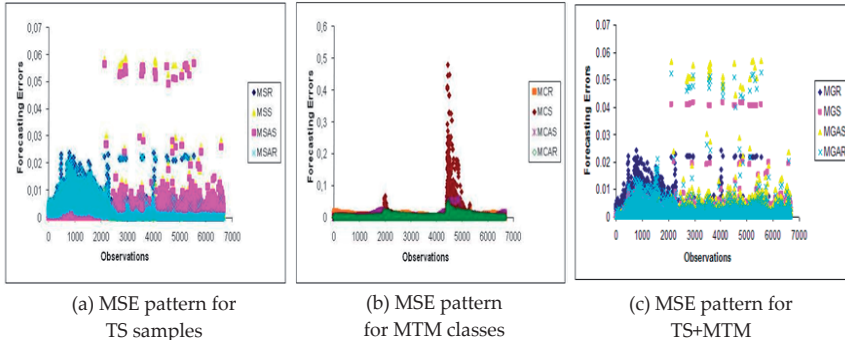 0,07
0,06
0,05
0,04
0,03
0,02
0,01
0
Forecasting Errors
0 1000 2000 3000 4000 5000 6000 7000
Observations
MSR
MSS
MSAS
MSAR
(a) MSE pattern for
TS samples
0,6
0,5
0,4
0,3
0,2
0,1
0
Forecasting Errors
0 1000 2000 3000 4000 5000 6000 7000
Observations
MCR
MCS
MCAS
MCAR
(b) MSE pattern
for MTM classes
0.07
0.06
0.05
0.04
0.03
0.02
0.01
0
Forecasting Errors
0 1000 2000 3000 4000 5000 6000 7000
Observations
MGR
MGS
MGAS
MGAR
(c) MSE pattern for
TS+MTM